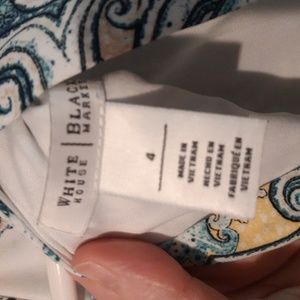 WHITE | BLACK
HOUSE | MARKET
4
MADE IN
VIETNAM
HECHO EN
VIETNAM
FABRIQUÉ EN
VIETNAM